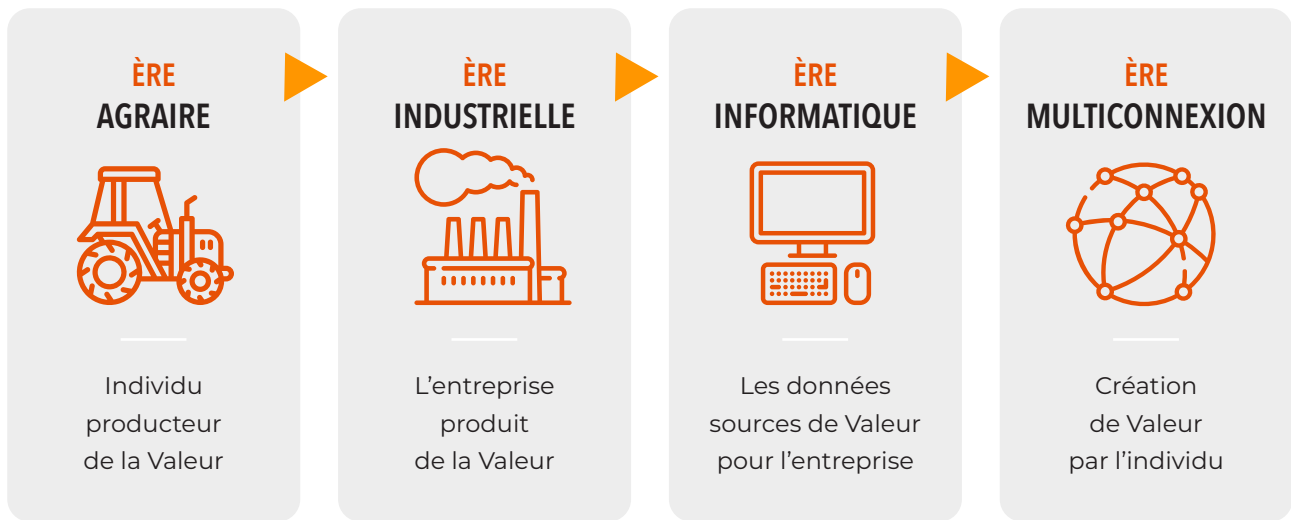 ÈRE
AGRAIRE
Individu
producteur
de la Valeur
ÈRE
INDUSTRIELLE
L’entreprise
produit
de la Valeur
ÈRE
INFORMATIQUE
Les données
sources de Valeur
pour l’entreprise
ÈRE
MULTICONNEXION
Création
de Valeur
par l’individu